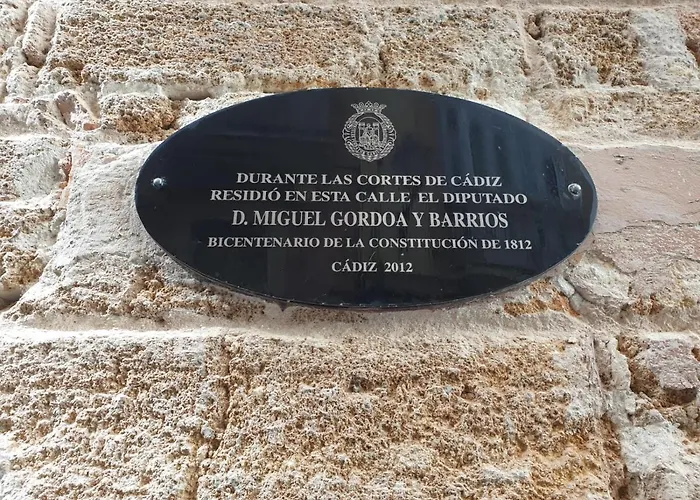 DURANTE LAS CORTES DE CÁDIZ
RESIDIÓ EN ESTA CALLE EL DIPUTADO
D. MIGUEL GORDOA Y BARRIOS
BICENTENARIO DE LA CONSTITUCIÓN DE 1812
CÁDIZ 2012